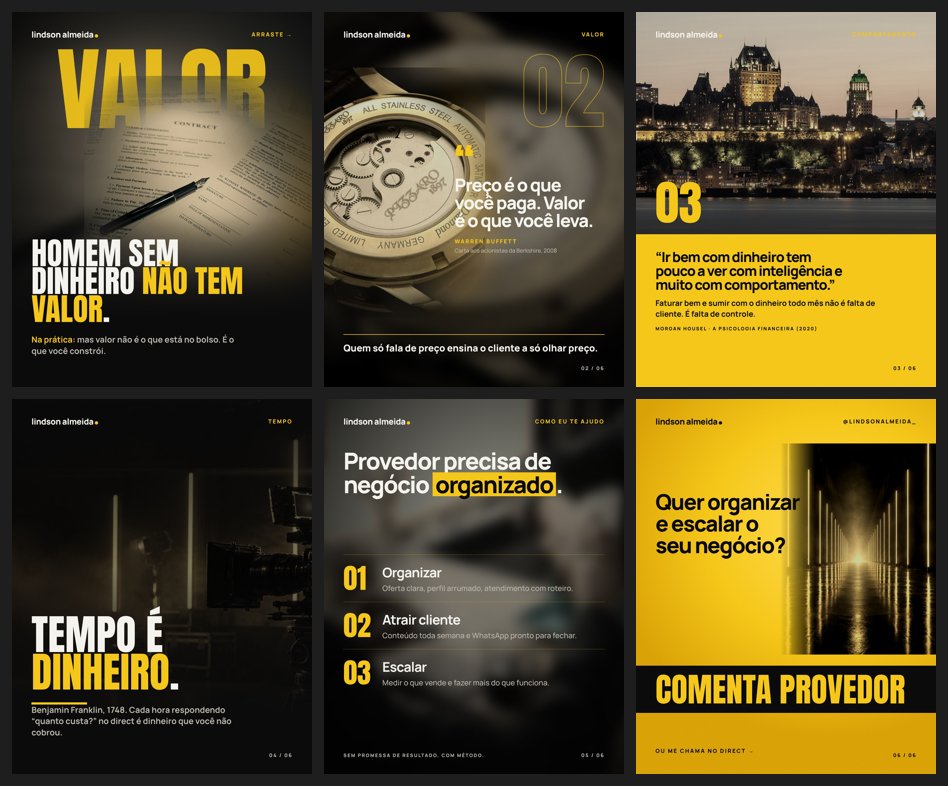 lindson almeida.
ARRASTE →
VALOR
CONTRACT
HOMEM SEM
DINHEIRO NÃO TEM
VALOR.
Na prática: mas valor não é o que está no bolso. É o
que você constrói.
lindson almeida.
VALOR
02
ALL STAINLESS STEEL AUTOMATIC
GERMANY
LIMITED
“
Preço é o que
você paga. Valor
é o que você leva.
WARREN BUFFETT
Carta aos acionistas da Berkshire, 2008
Quem só fala de preço ensina o cliente a só olhar preço.
02 / 06
lindson almeida.
COMPORTAMENTO
03
“Ir bem com dinheiro tem
pouco a ver com inteligência e
muito com comportamento.”
Faturar bem e sumir com o dinheiro todo mês não é falta de
cliente. É falta de controle.
MORGAN HOUSEL · A PSICOLOGIA FINANCEIRA (2020)
03 / 06
lindson almeida.
TEMPO
TEMPO É
DINHEIRO.
Benjamin Franklin, 1748. Cada hora respondendo
“quanto custa?” no direct é dinheiro que você não
cobrou.
04 / 06
lindson almeida.
COMO EU TE AJUDO
Provedor precisa de
negócio organizado.
01 Organizar
Oferta clara, perfil arrumado, atendimento com roteiro.
02 Atrair cliente
Conteúdo toda semana e WhatsApp pronto para fechar.
03 Escalar
Medir o que vende e fazer mais do que funciona.
SEM PROMESSA DE RESULTADO. COM MÉTODO.
05 / 06
lindson almeida.
@LINDSONALMEIDA_
Quer organizar
e escalar o
seu negócio?
COMENTA PROVEDOR
OU ME CHAMA NO DIRECT →
06 / 06